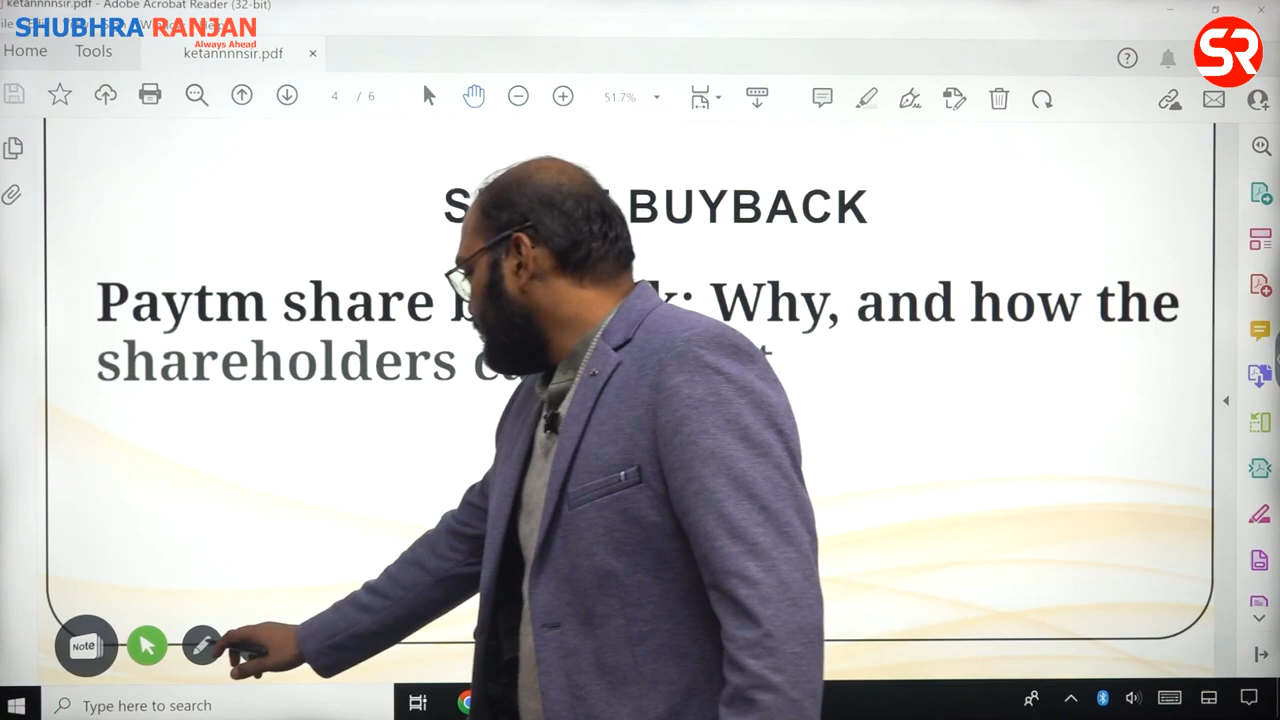 ketannnnsir.pdf - Adobe Acrobat Reader (32-bit)
SHUBHRA RANJAN
Always Ahead
Home Tools ketannnnsir.pdf
4 / 6 51.7%
BUYBACK
Paytm share Why, and how the
shareholders
Note
Type here to search
SR